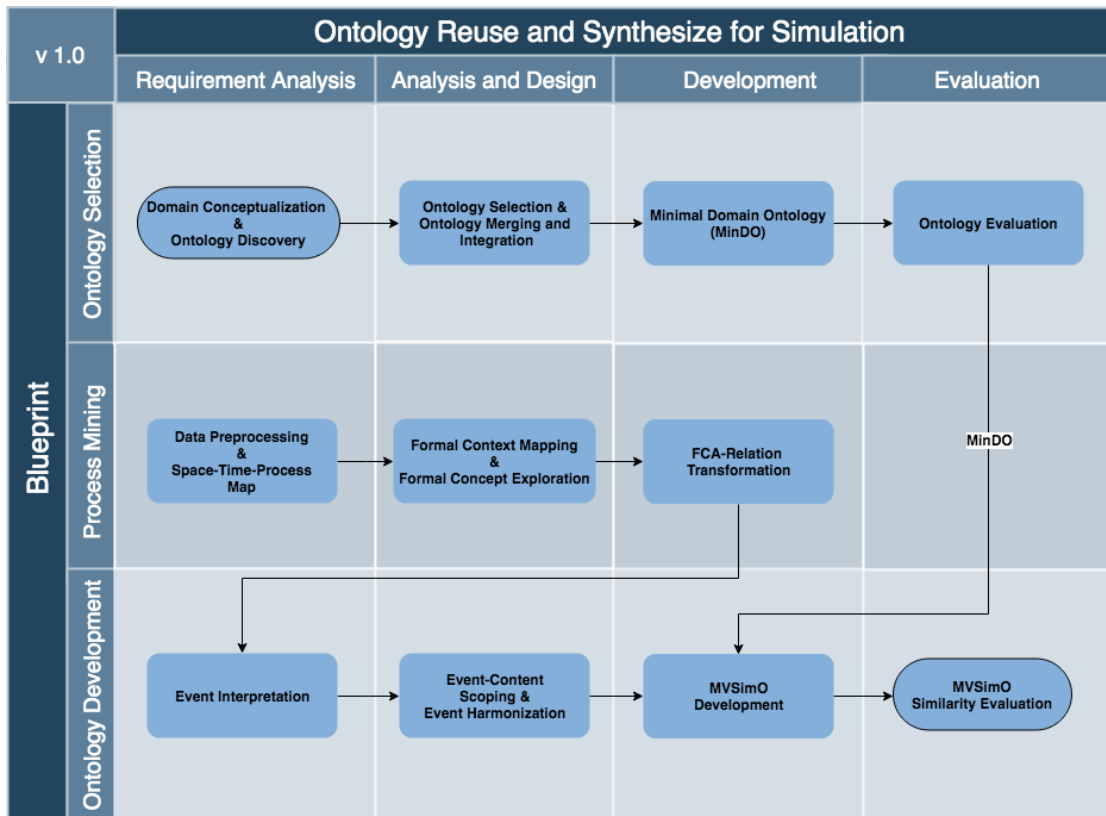 v 1.0
Ontology Reuse and Synthesize for Simulation
Requirement Analysis
Analysis and Design
Development
Evaluation
Blueprint
Ontology Selection
Domain Conceptualization
&
Ontology Discovery
Ontology Selection &
Ontology Merging and
Integration
Minimal Domain Ontology
(MinDO)
Ontology Evaluation
Process Mining
Data Preprocessing
&
Space-Time-Process
Map
Formal Context Mapping
&
Formal Concept Exploration
FCA-Relation
Transformation
MinDO
Ontology Development
Event Interpretation
Event-Content
Scoping &
Event Harmonization
MVSimO
Development
MVSimO
Similarity Evaluation